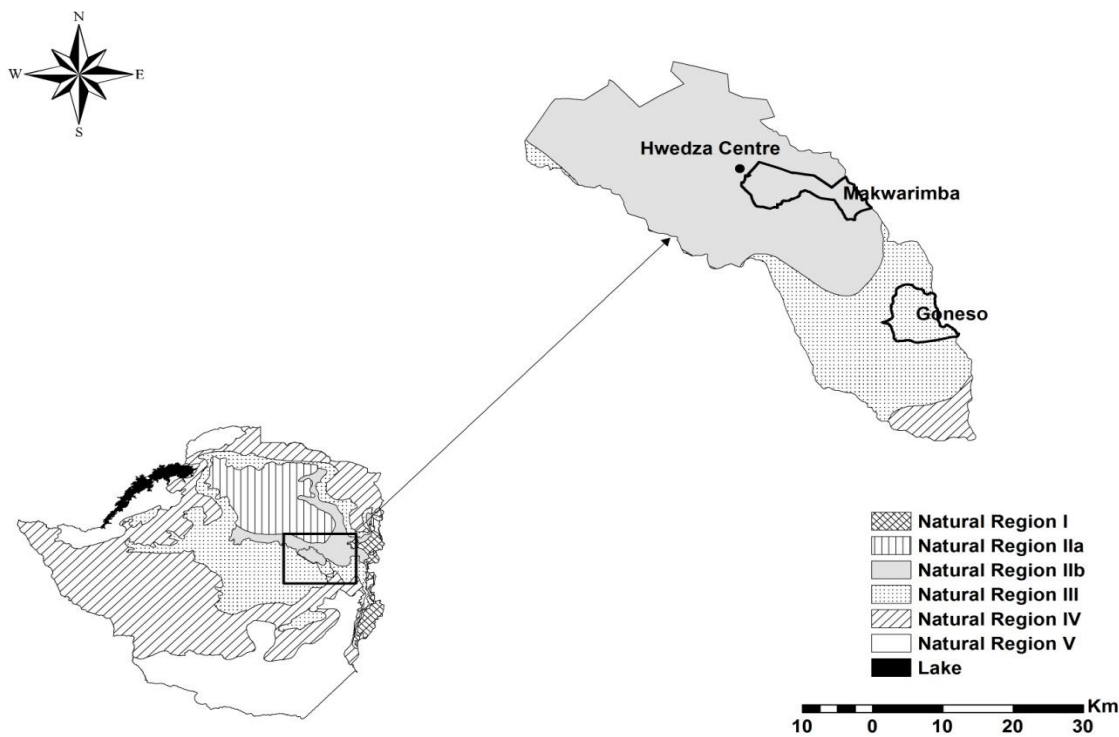 N
W E
S
Hwedza Centre
Makwarimba
Goneso
Natural Region I
Natural Region IIa
Natural Region IIb
Natural Region III
Natural Region IV
Natural Region V
Lake
Km
10 0 10 20 30